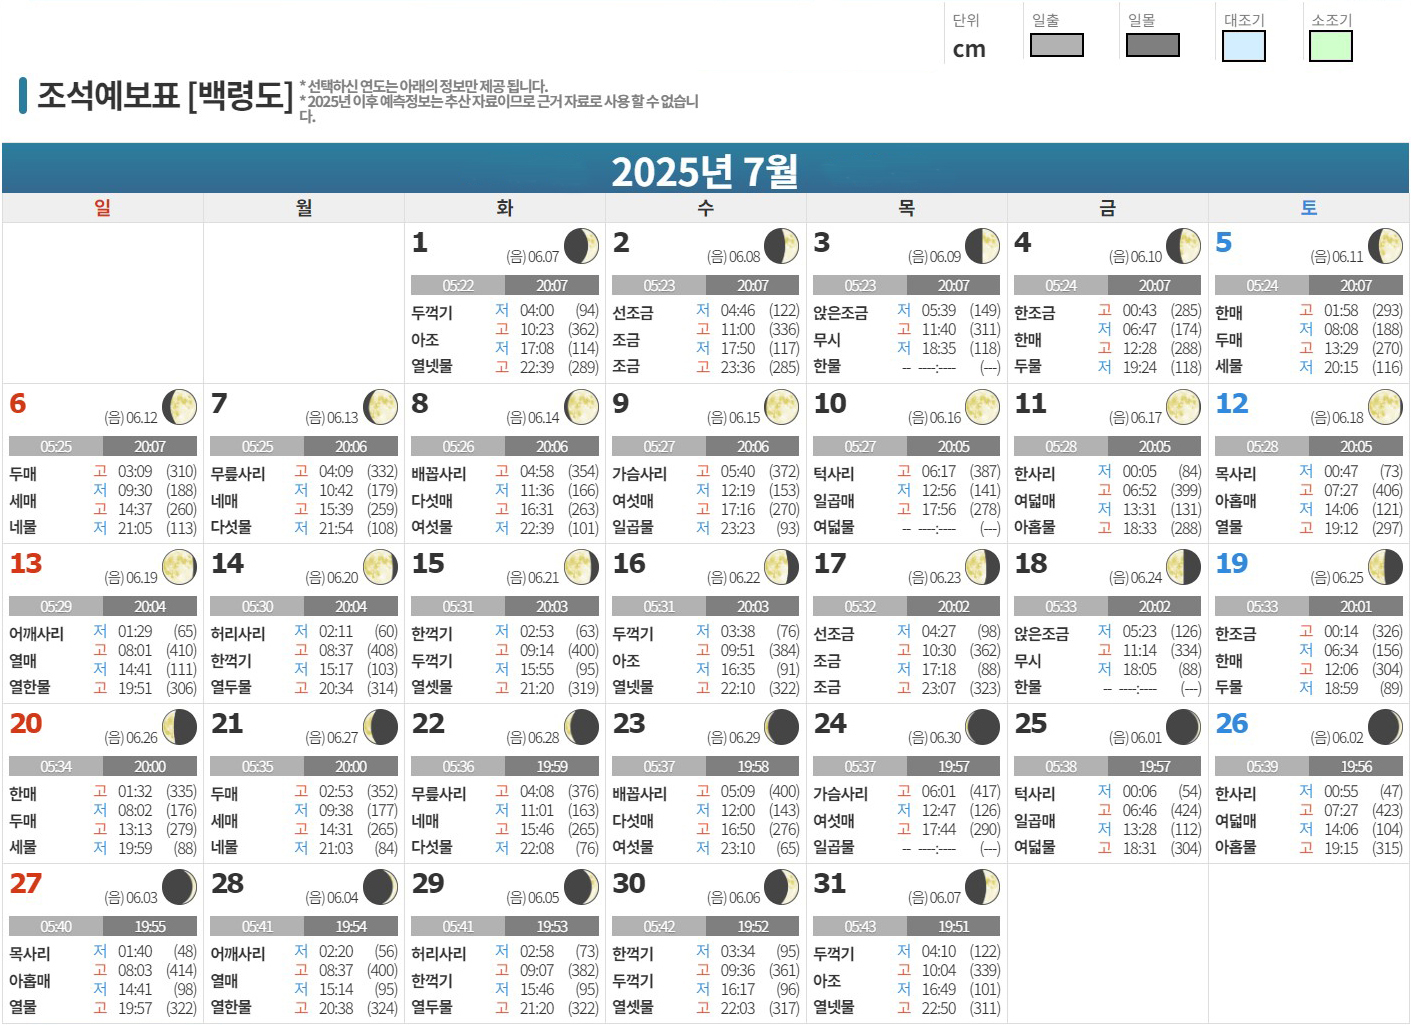 단위 일출 일몰 대조기 소조기
cm
조석예보표 [백령도]
* 선택하신 연도는 아래의 정보만 제공 됩니다.
* 2025년 이후 예측정보는 추산 자료이므로 근거 자료로 사용 할 수 없습니
다.
2025년 7월
일 월 화 수 목 금 토
1 (음) 06.07
05:22 20:07
두꺽기 아조 열넷물
저 04:00 (94)
고 10:23 (362)
저 17:08 (114)
고 22:39 (289)
2 (음) 06.08
05:23 20:07
선조금 조금 조금
저 04:46 (122)
고 11:00 (336)
저 17:50 (117)
고 23:36 (285)
3 (음) 06.09
05:23 20:07
앉은조금 무시 한물
저 05:39 (149)
고 11:40 (311)
저 18:35 (118)
-- ----:---- (---)
4 (음) 06.10
05:24 20:07
한조금 한매 두물
고 00:43 (285)
저 06:47 (174)
고 12:28 (288)
저 19:24 (118)
5 (음) 06.11
05:24 20:07
한매 두매 세물
고 01:58 (293)
저 08:08 (188)
고 13:29 (270)
저 20:15 (116)
6 (음) 06.12
05:25 20:07
두매 세매 네물
고 03:09 (310)
저 09:30 (188)
고 14:37 (260)
저 21:05 (113)
7 (음) 06.13
05:25 20:06
무릎사리 네매 다섯물
고 04:09 (332)
저 10:42 (179)
고 15:39 (259)
저 21:54 (108)
8 (음) 06.14
05:26 20:06
배꼽사리 다섯매 여섯물
고 04:58 (354)
저 11:36 (166)
고 16:31 (263)
저 22:39 (101)
9 (음) 06.15
05:27 20:06
가슴사리 여섯매 일곱물
고 05:40 (372)
저 12:19 (153)
고 17:16 (270)
저 23:23 (93)
10 (음) 06.16
05:27 20:05
턱사리 일곱매 여덟물
고 06:17 (387)
저 12:56 (141)
고 17:56 (278)
-- ----:---- (---)
11 (음) 06.17
05:28 20:05
한사리 여덟매 아홉물
저 00:05 (84)
고 06:52 (399)
저 13:31 (131)
고 18:33 (288)
12 (음) 06.18
05:28 20:05
목사리 아홉매 열물
저 00:47 (73)
고 07:27 (406)
저 14:06 (121)
고 19:12 (297)
13 (음) 06.19
05:29 20:04
어깨사리 열매 열한물
저 01:29 (65)
고 08:01 (410)
저 14:41 (111)
고 19:51 (306)
14 (음) 06.20
05:30 20:04
허리사리 한꺽기 열두물
저 02:11 (60)
고 08:37 (408)
저 15:17 (103)
고 20:34 (314)
15 (음) 06.21
05:31 20:03
한꺽기 두꺽기 열셋물
저 02:53 (63)
고 09:14 (400)
저 15:55 (95)
고 21:20 (319)
16 (음) 06.22
05:31 20:03
두꺽기 아조 열넷물
저 03:38 (76)
고 09:51 (384)
저 16:35 (91)
고 22:10 (322)
17 (음) 06.23
05:32 20:02
선조금 조금 조금
저 04:27 (98)
고 10:30 (362)
저 17:18 (88)
고 23:07 (323)
18 (음) 06.24
05:33 20:02
앉은조금 무시 한물
저 05:23 (126)
고 11:14 (334)
저 18:05 (88)
-- ----:---- (---)
19 (음) 06.25
05:33 20:01
한조금 한매 두물
고 00:14 (326)
저 06:34 (156)
고 12:06 (304)
저 18:59 (89)
20 (음) 06.26
05:34 20:00
한매 두매 세물
고 01:32 (335)
저 08:02 (176)
고 13:13 (279)
저 19:59 (88)
21 (음) 06.27
05:35 20:00
두매 세매 네물
고 02:53 (352)
저 09:38 (177)
고 14:31 (265)
저 21:03 (84)
22 (음) 06.28
05:36 19:59
무릎사리 네매 다섯물
고 04:08 (376)
저 11:01 (163)
고 15:46 (265)
저 22:08 (76)
23 (음) 06.29
05:37 19:58
배꼽사리 다섯매 여섯물
고 05:09 (400)
저 12:00 (143)
고 16:50 (276)
저 23:10 (65)
24 (음) 06.30
05:37 19:57
가슴사리 여섯매 일곱물
고 06:01 (417)
저 12:47 (126)
고 17:44 (290)
-- ----:---- (---)
25 (음) 06.01
05:38 19:57
턱사리 일곱매 여덟물
저 00:06 (54)
고 06:46 (424)
저 13:28 (112)
고 18:31 (304)
26 (음) 06.02
05:39 19:56
한사리 여덟매 아홉물
저 00:55 (47)
고 07:27 (423)
저 14:06 (104)
고 19:15 (315)
27 (음) 06.03
05:40 19:55
목사리 아홉매 열물
저 01:40 (48)
고 08:03 (414)
저 14:41 (98)
고 19:57 (322)
28 (음) 06.04
05:41 19:54
어깨사리 열매 열한물
저 02:20 (56)
고 08:37 (400)
저 15:14 (95)
고 20:38 (324)
29 (음) 06.05
05:41 19:53
허리사리 한꺽기 열두물
저 02:58 (73)
고 09:07 (382)
저 15:46 (95)
고 21:20 (322)
30 (음) 06.06
05:42 19:52
한꺽기 두꺽기 열셋물
저 03:34 (95)
고 09:36 (361)
저 16:17 (96)
고 22:03 (317)
31 (음) 06.07
05:43 19:51
두꺽기 아조 열넷물
저 04:10 (122)
고 10:04 (339)
저 16:49 (101)
고 22:50 (311)